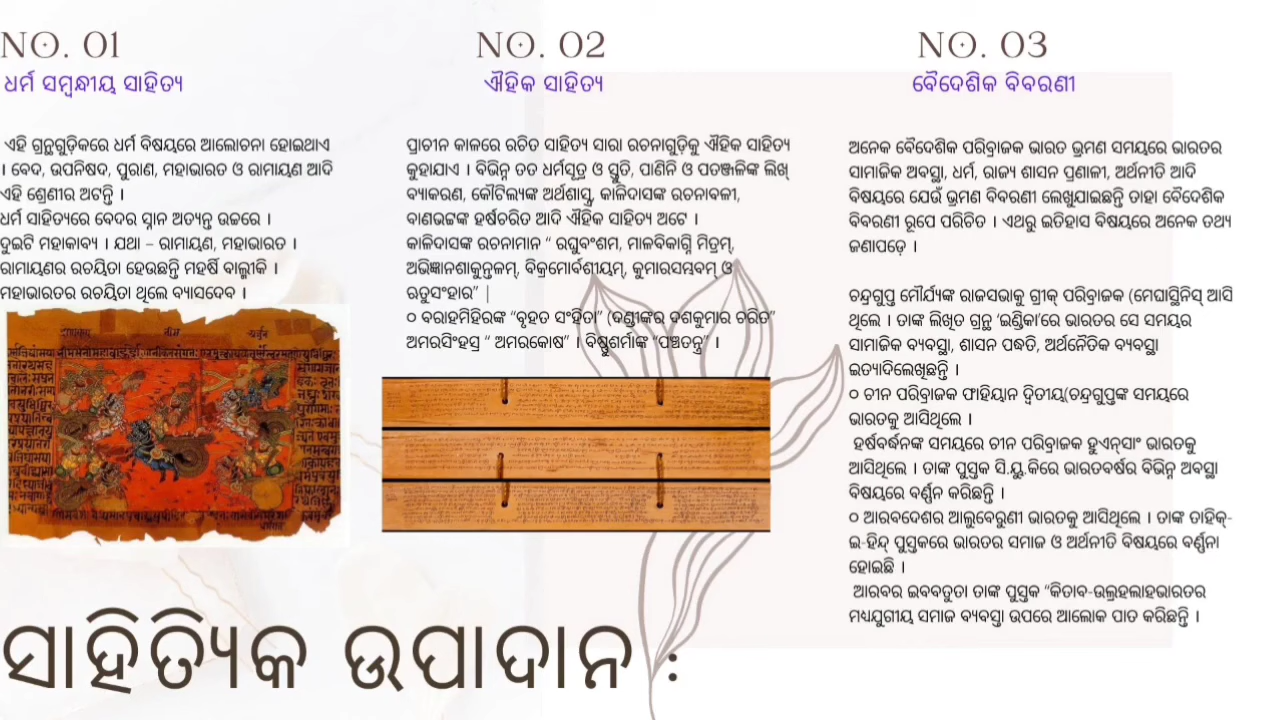 NO. 01
ଧର୍ମ ସମ୍ବନ୍ଧୀୟ ସାହିତ୍ୟ
ଏହି ଗ୍ରନ୍ଥଗୁଡ଼ିକରେ ଧର୍ମ ବିଷୟରେ ଆଲୋଚନା ହୋଇଥାଏ
। ବେଦ, ଉପନିଷଦ, ପୁରାଣ, ମହାଭାରତ ଓ ରାମାୟଣ ଆଦି
ଏହି ଶ୍ରେଣୀର ଅଟନ୍ତି ।
ଧର୍ମ ସାହିତ୍ୟରେ ବେଦର ସ୍ଥାନ ଅତ୍ୟନ୍ତ ଉଚ୍ଚରେ ।
ଦୁଇଟି ମହାକାବ୍ୟ । ଯଥା – ରାମାୟଣ, ମହାଭାରତ ।
ରାମାୟଣର ରଚୟିତା ହେଉଛନ୍ତି ମହର୍ଷି ବାଲ୍ମୀକି ।
ମହାଭାରତର ରଚୟିତା ଥିଲେ ବ୍ୟାସଦେବ ।
NO. 02
ଐହିକ ସାହିତ୍ୟ
ପ୍ରାଚୀନ କାଳରେ ରଚିତ ସାହିତ୍ୟ ସାରା ରଚନାଗୁଡ଼ିକୁ ଐହିକ ସାହିତ୍ୟ
କୁହାଯାଏ । ବିଭିନ୍ନ ତତ ଧର୍ମସୂତ୍ର ଓ ସ୍ମୃତି, ପାଣିନି ଓ ପତଞ୍ଜଳିଙ୍କ ଲିଖି
ବ୍ୟାକରଣ, କୌଟିଲ୍ୟଙ୍କ ଅର୍ଥଶାସ୍ତ୍ର, କାଳିଦାସଙ୍କ ରଚନାବଳୀ,
ବାଣଭଟ୍ଟଙ୍କ ହର୍ଷଚରିତ ଆଦି ଐହିକ ସାହିତ୍ୟ ଅଟେ ।
କାଳିଦାସଙ୍କ ରଚନାମାନ “ ରଘୁବଂଶମ, ମାଳବିକାଗ୍ନି ମିତ୍ରମ୍,
ଅଭିଜ୍ଞାନଶାକୁନ୍ତଳମ୍, ବିକ୍ରମୋର୍ବଶୀୟମ୍, କୁମାରସମ୍ଭବମ୍ ଓ
ଋତୁସଂହାର” |
୦ ବରାହମିହିରଙ୍କ “ବୃହତ ସଂହିତା” (ଦଣ୍ଡୀଙ୍କର ଦଶକୁମାର ଚରିତ”
ଅମରସିଂହସ୍ର “ ଅମରକୋଷ” । ବିଷ୍ଣୁଶର୍ମାଙ୍କ “ପଞ୍ଚତନ୍ତ୍ର” ।
NO. 03
ବୈଦେଶିକ ବିବରଣୀ
ଅନେକ ବୈଦେଶିକ ପରିବ୍ରାଜକ ଭାରତ ଭ୍ରମଣ ସମୟରେ ଭାରତର
ସାମାଜିକ ଅବସ୍ଥା, ଧର୍ମ, ରାଜ୍ୟ ଶାସନ ପ୍ରଣାଳୀ, ଅର୍ଥନୀତି ଆଦି
ବିଷୟରେ ଯେଉଁ ଭ୍ରମଣ ବିବରଣୀ ଲେଖୁଯାଇଛନ୍ତି ତାହା ବୈଦେଶିକ
ବିବରଣୀ ରୂପେ ପରିଚିତ । ଏଥରୁ ଇତିହାସ ବିଷୟରେ ଅନେକ ତଥ୍ୟ
ଜଣାପଡ଼େ ।
ଚନ୍ଦ୍ରଗୁପ୍ତ ମୌର୍ଯ୍ୟଙ୍କ ରାଜସଭାକୁ ଗ୍ରୀକ୍ ପରିବ୍ରାଜକ (ମେଘାସ୍ଥିନିସ୍ ଆସି
ଥିଲେ । ତାଙ୍କ ଲିଖିତ ଗ୍ରନ୍ଥ ‘ଇଣ୍ଡିକା’ରେ ଭାରତର ସେ ସମୟର
ସାମାଜିକ ବ୍ୟବସ୍ଥା, ଶାସନ ପଦ୍ଧତି, ଅର୍ଥନୈତିକ ବ୍ୟବସ୍ଥା
ଇତ୍ୟାଦିଲେଖିଛନ୍ତି ।
୦ ଚୀନ ପରିବ୍ରାଜକ ଫାହିୟାନ ଦ୍ବିତୀୟ(ଚନ୍ଦ୍ରଗୁପ୍ତଙ୍କ ସମୟରେ
ଭାରତକୁ ଆସିଥିଲେ ।
ହର୍ଷବର୍ଦ୍ଧନଙ୍କ ସମୟରେ ଚୀନ ପରିବ୍ରାଜକ ହୁଏନ୍‌ସାଂ ଭାରତକୁ
ଆସିଥିଲେ । ତାଙ୍କ ପୁସ୍ତକ ସି.ୟୁ.କିରେ ଭାରତବର୍ଷର ବିଭିନ୍ନ ଅବସ୍ଥା
ବିଷୟରେ ବର୍ଣ୍ଣନ କରିଛନ୍ତି ।
୦ ଆରବଦେଶର ଆଲୁବେରୁଣୀ ଭାରତକୁ ଆସିଥିଲେ । ତାଙ୍କ ତାହିକ୍-
ଇ-ହିନ୍ଦ୍ ପୁସ୍ତକରେ ଭାରତର ସମାଜ ଓ ଅର୍ଥନୀତି ବିଷୟରେ ବର୍ଣ୍ଣନା
ହୋଇଛି ।
ଆରବର ଇବବତୁତା ତାଙ୍କ ପୁସ୍ତକ “କିତାବ-ଉଲ୍ରହଲାହଭାରତର
ମଧ୍ୟଯୁଗୀୟ ସମାଜ ବ୍ୟବସ୍ତା ଉପରେ ଆଲୋକ ପାତ କରିଛନ୍ତି ।
ସାହିତ୍ୟିକ ଉପାଦାନ :